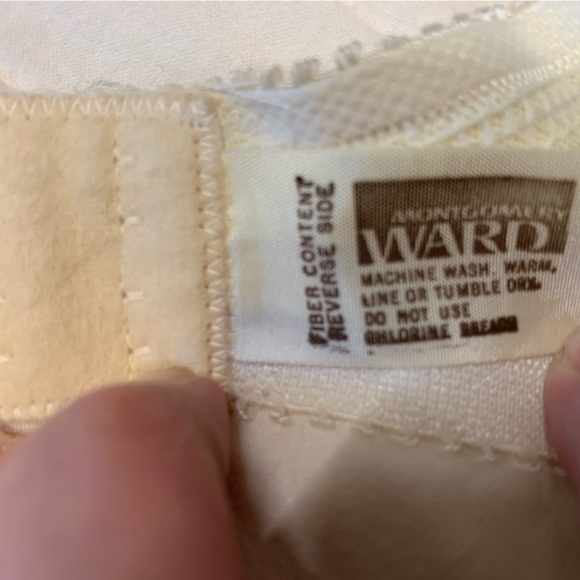 FIBER CONTENT
REVERSE SIDE.
MONTGOMERY
WARD
MACHINE WASH, WARM,
LINE OR TUMBLE DRY.
DO NOT USE
CHLORINE BLEACH